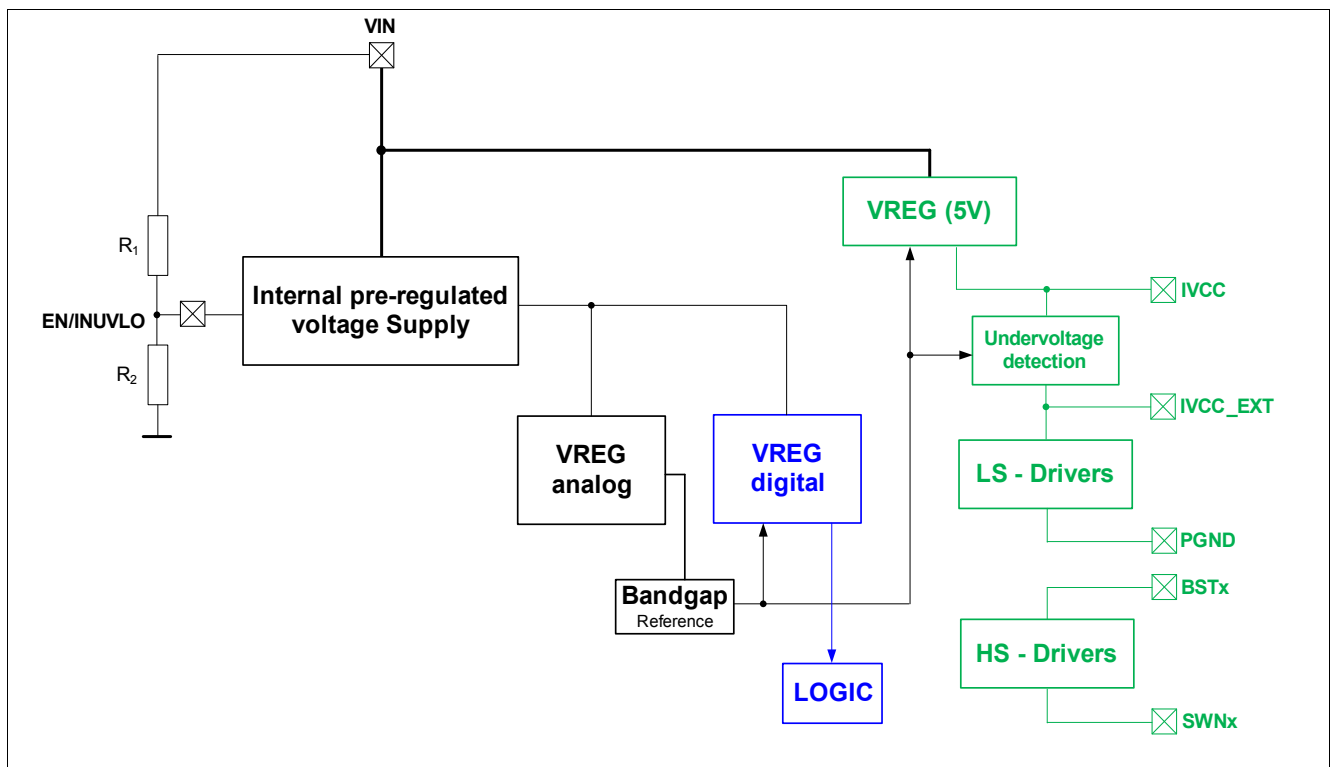 VIN
VREG (5V)
R1
Internal pre-regulated
voltage Supply
IVCC
EN/INUVLO
Undervoltage
detection
R2
IVCC_EXT
VREG
analog
VREG
digital
LS - Drivers
PGND
Bandgap
Reference
BSTx
HS - Drivers
LOGIC
SWNx